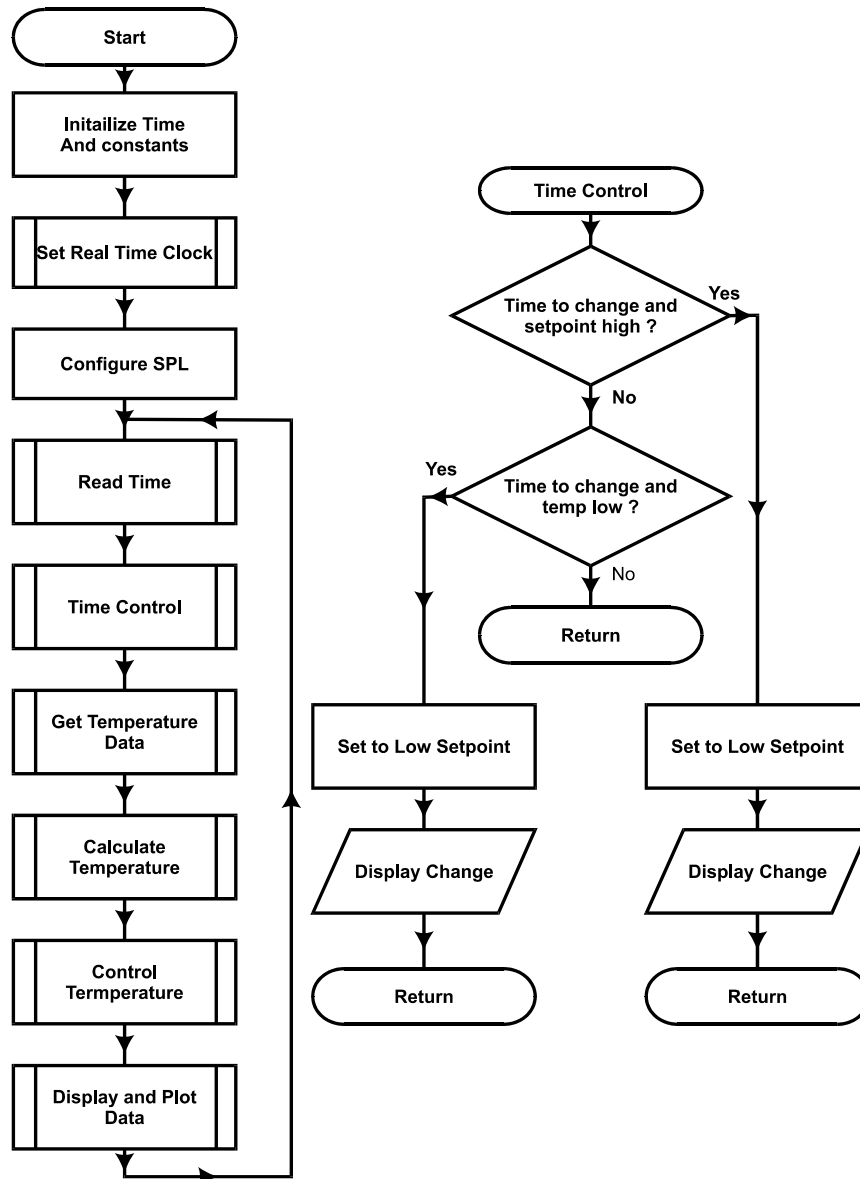 Start
Initailize Time
And constants
Set Real Time Clock
Configure SPL
Read Time
Time Control
Get Temperature
Data
Calculate
Temperature
Control
Termperature
Display and Plot
Data
Time Control
Time to change and
setpoint high ?
Yes
No
Time to change and
temp low ?
Yes
No
Return
Set to Low Setpoint
Display Change
Return
Set to Low Setpoint
Display Change
Return